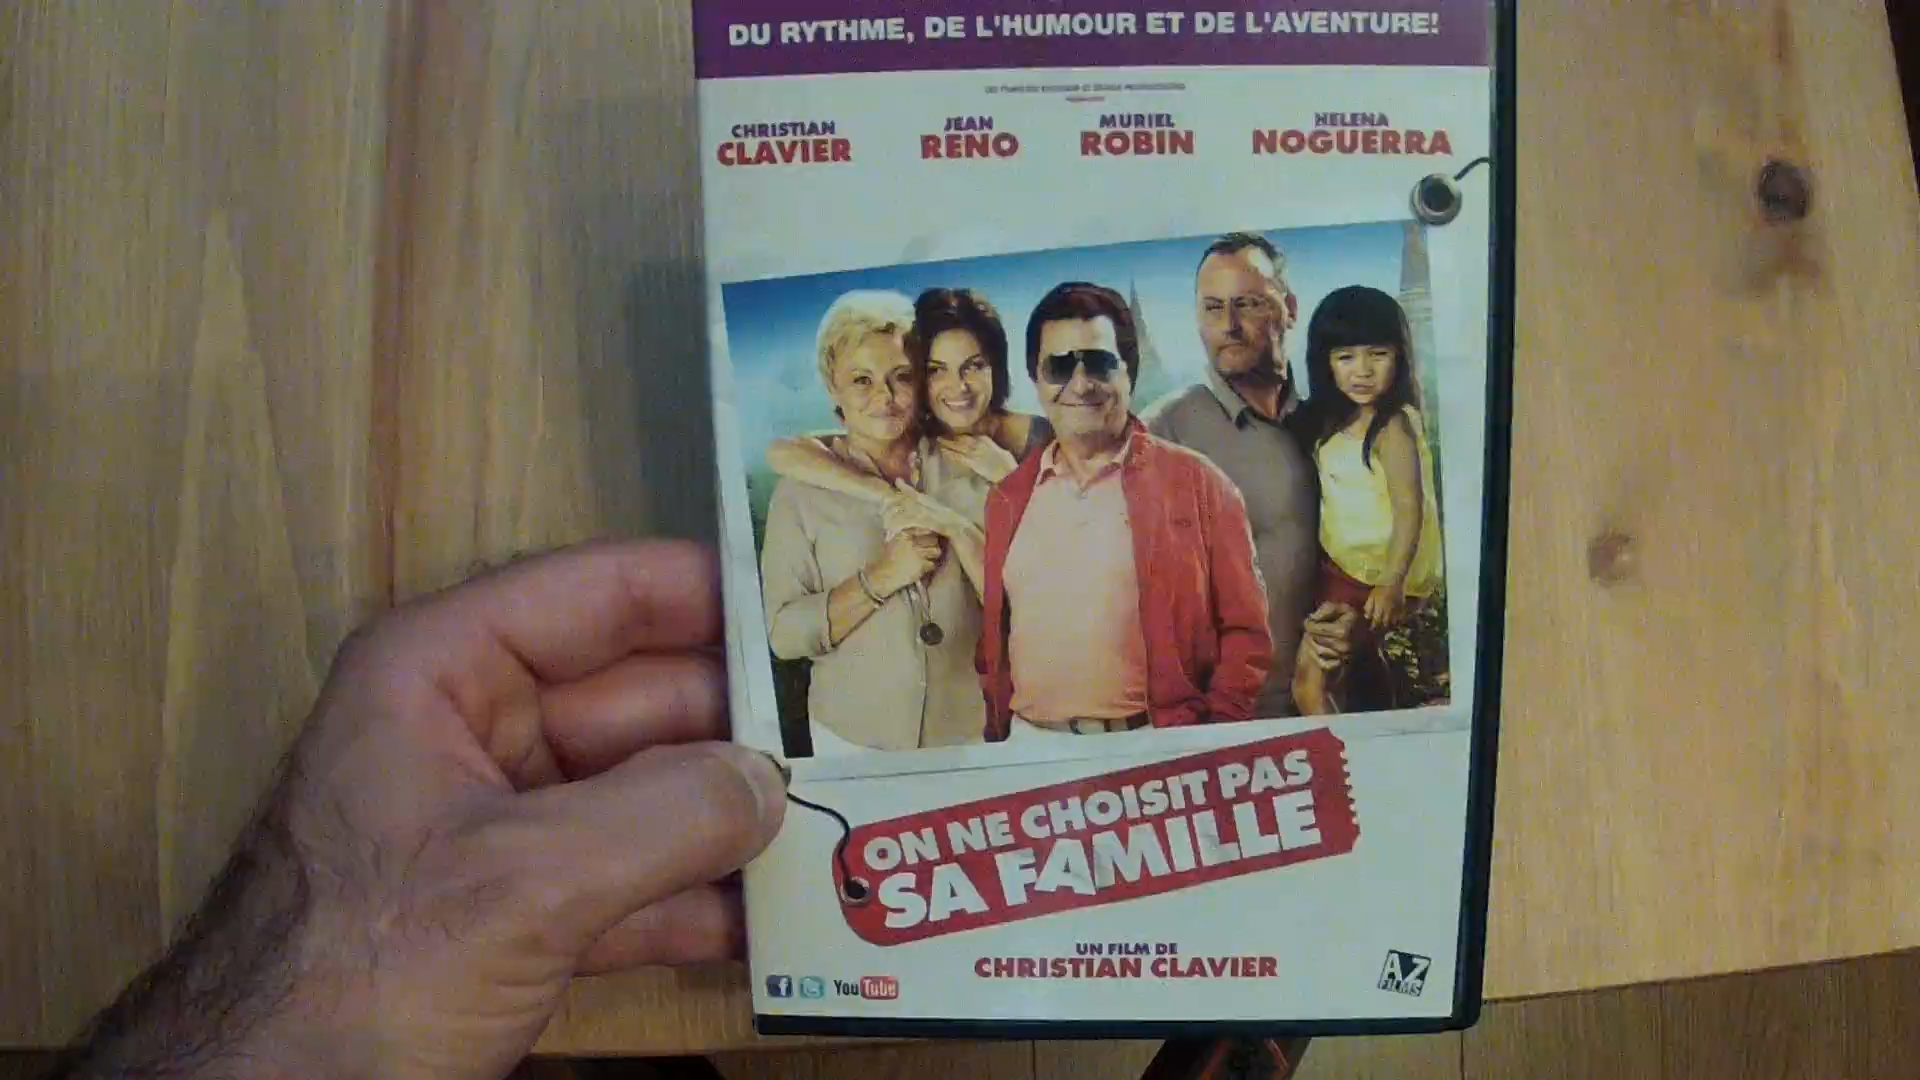 DU RYTHME, DE L'HUMOUR ET DE L'AVENTURE!
CHRISTIAN CLAVIER
JEAN RENO
MURIEL ROBIN
HELENA NOGUERRA
ON NE CHOISIT PAS
SA FAMILLE
UN FILM DE
CHRISTIAN CLAVIER
f YouTube
AZ FILMS